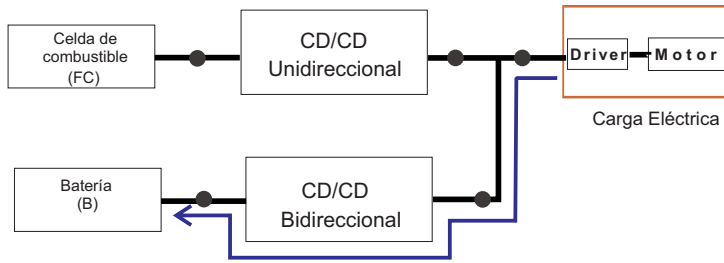 Celda de
combustible
(FC)
CD/CD
Unidireccional
Driver
Motor
Carga Eléctrica
Batería
(B)
CD/CD
Bidireccional